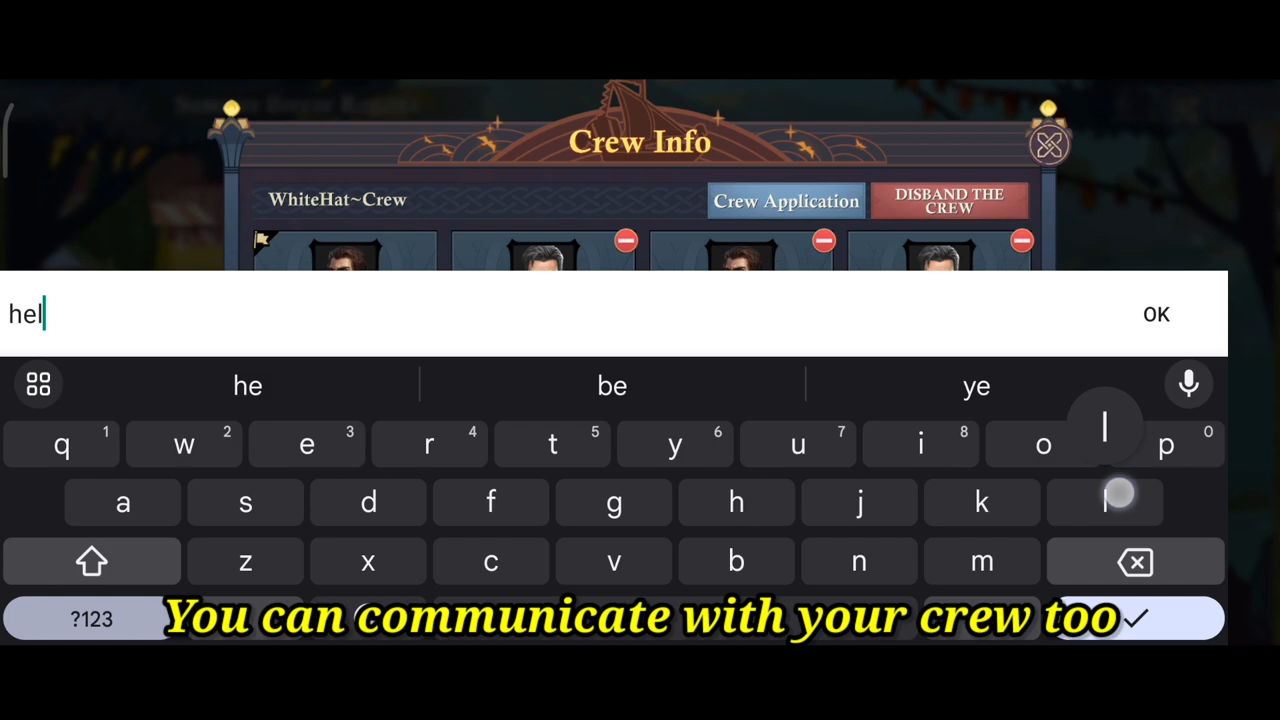 Crew Info
WhiteHat~Crew
Crew Application
DISBAND THE
CREW
hel
OK
he be ye
l
q 1 w 2 e 3 r 4 t 5 y 6 u 7 i 8 o p 0
a s d f g h j k l
z x c v b n m
?123
You can communicate with your crew too